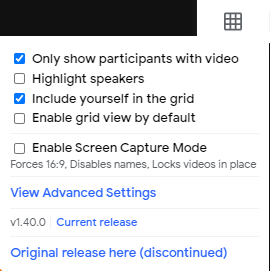 Only show participants with video
Highlight speakers
Include yourself in the grid
Enable grid view by default
Enable Screen Capture Mode
Forces 16:9, Disables names, Locks videos in place
View Advanced Settings
v1.40.0 Current release
Original release here (discontinued)